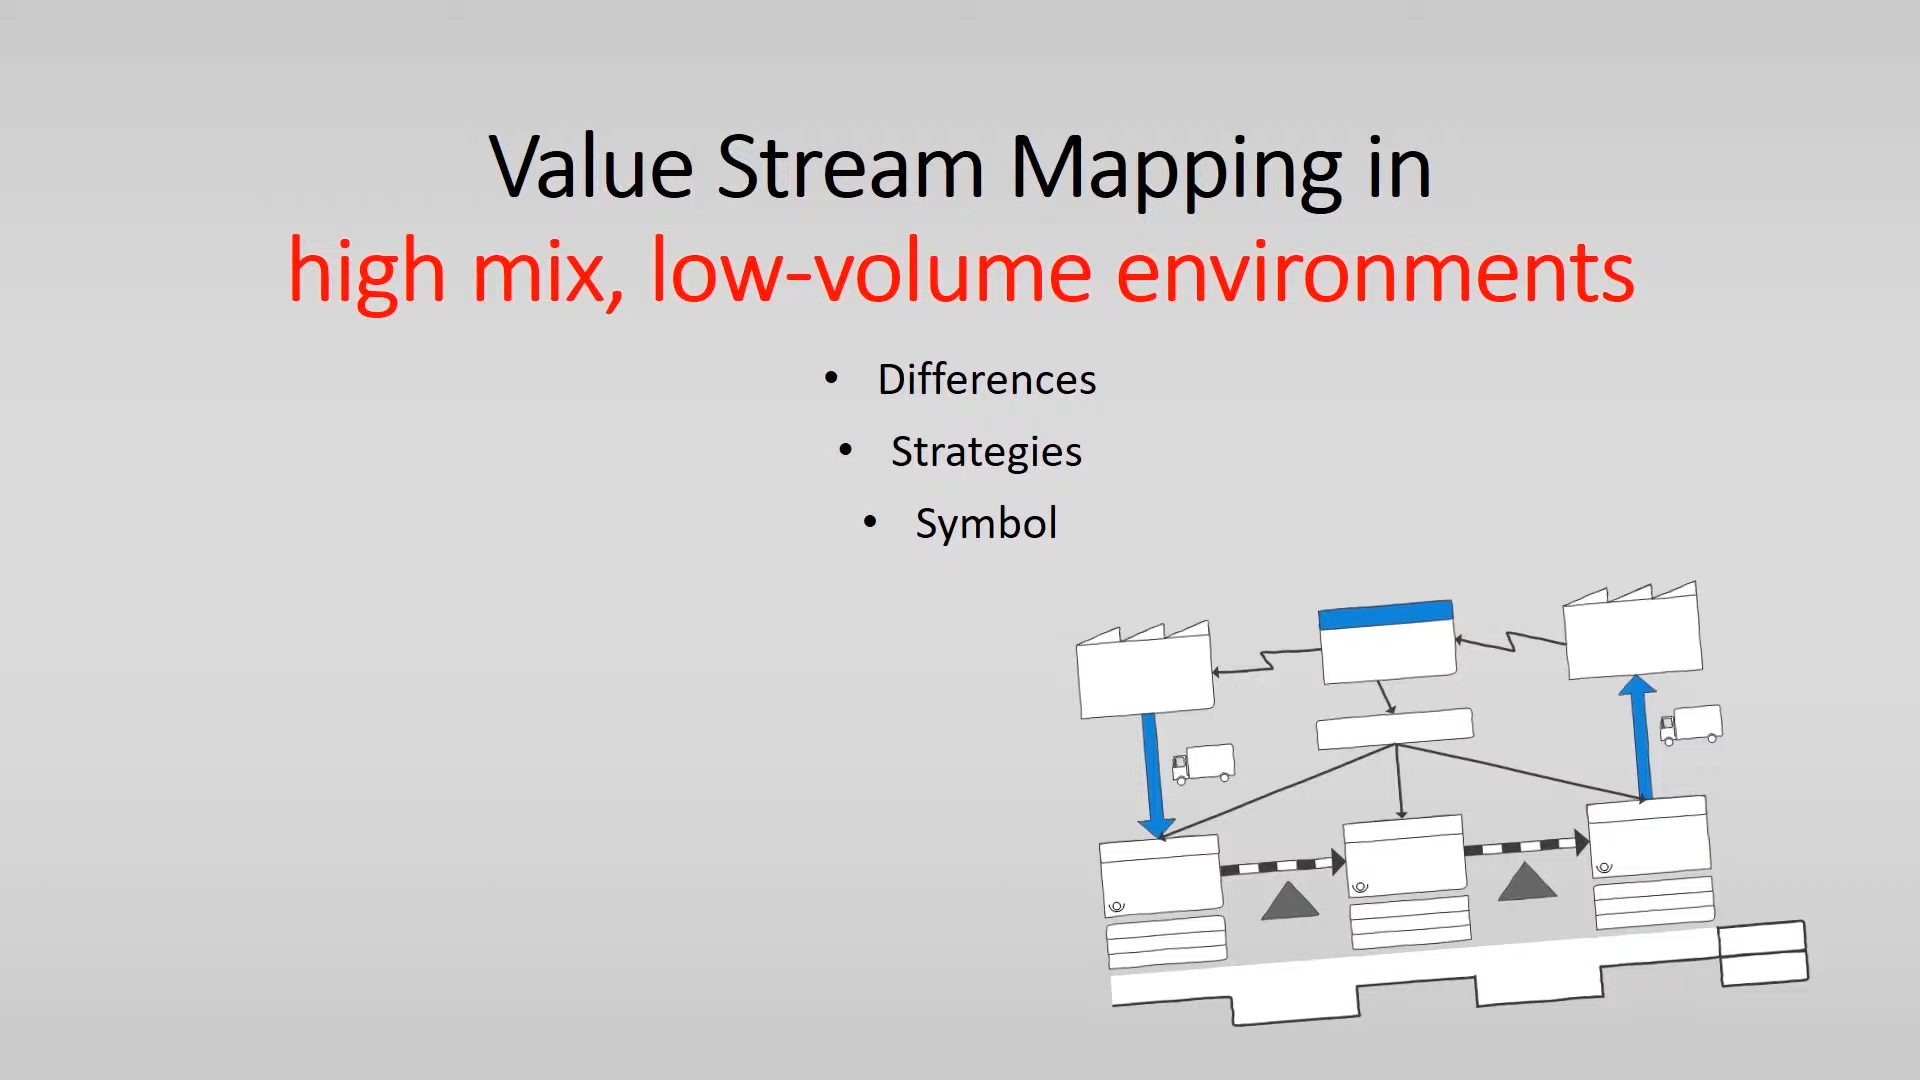 Value Stream Mapping in
high mix, low-volume environments
• Differences
• Strategies
• Symbol